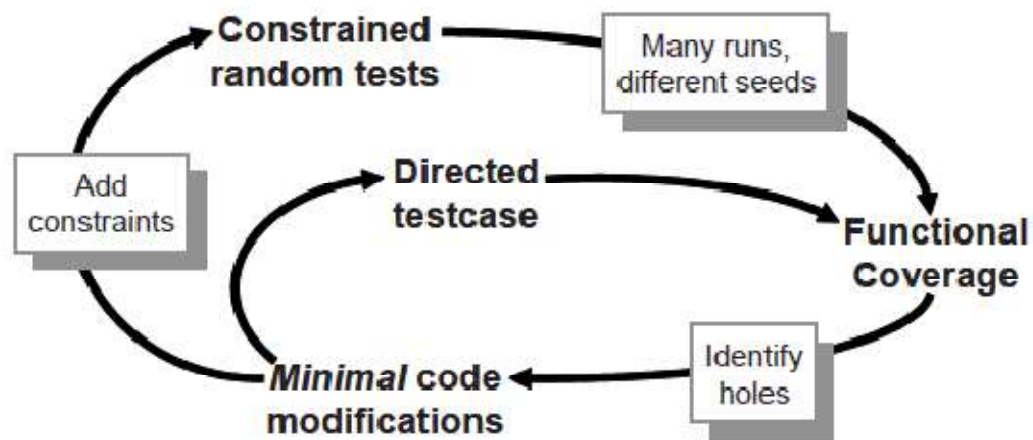 Constrained
random tests
Many runs,
different seeds
Add
constraints
Directed
testcase
Functional
Coverage
Identify
holes
Minimal code
modifications